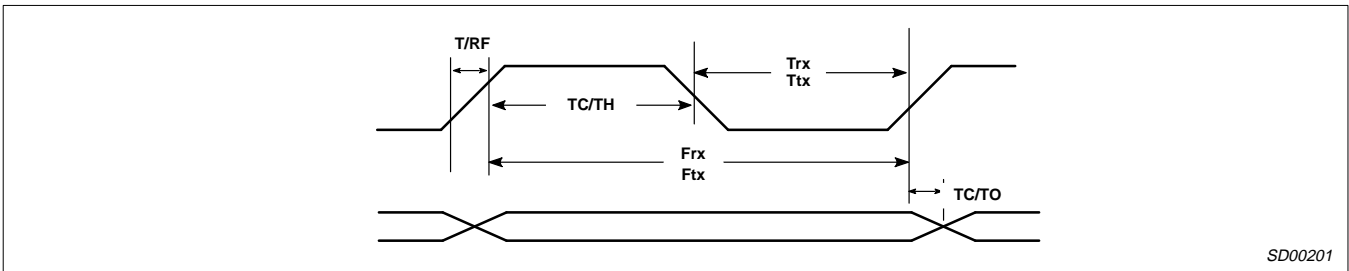 T/RF
Trx
Ttx
TC/TH
Frx
Ftx
TC/TO
SD00201